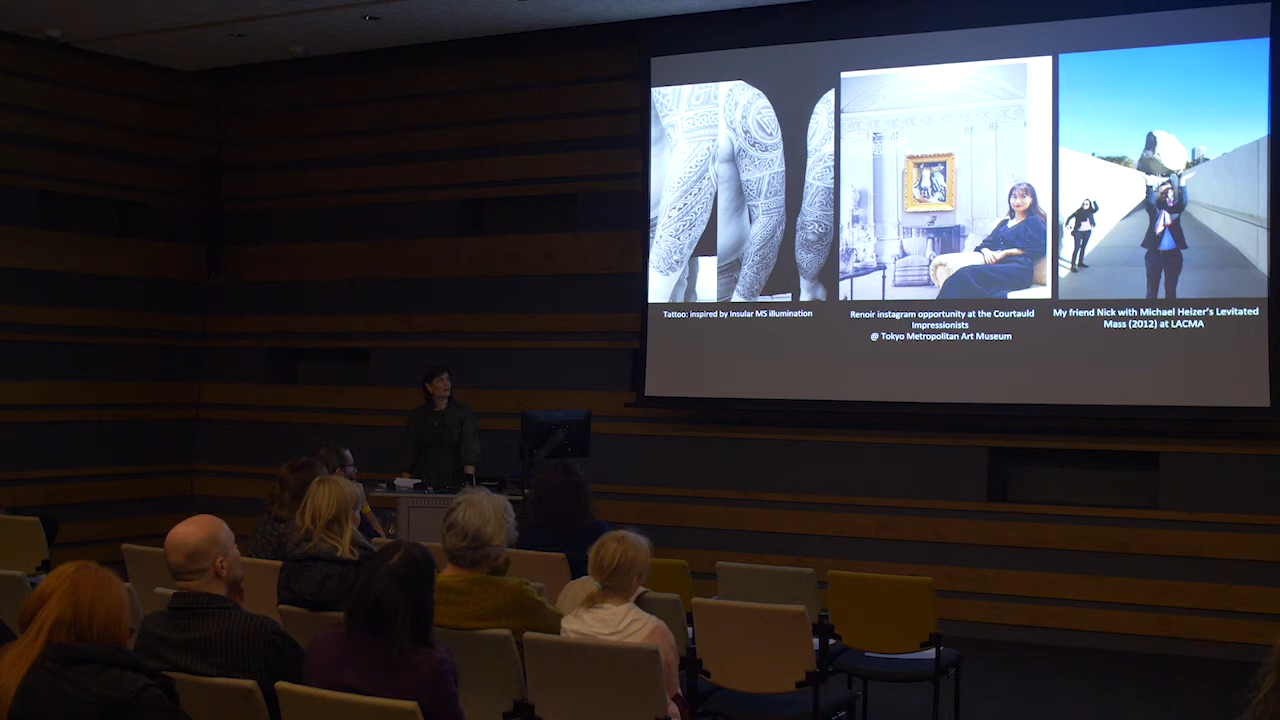 Tattoo: inspired by Insular MS illumination
Renoir instagram opportunity at the Courtauld
Impressionists
@ Tokyo Metropolitan Art Museum
My friend Nick with Michael Heizer's Levitated
Mass (2012) at LACMA